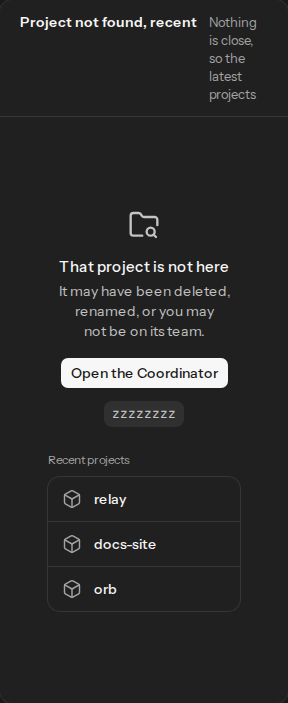 Project not found, recent
Nothing
is close,
so the
latest
projects
That project is not here
It may have been deleted,
renamed, or you may
not be on its team.
Open the Coordinator
zzzzzzzz
Recent projects
relay
docs-site
orb